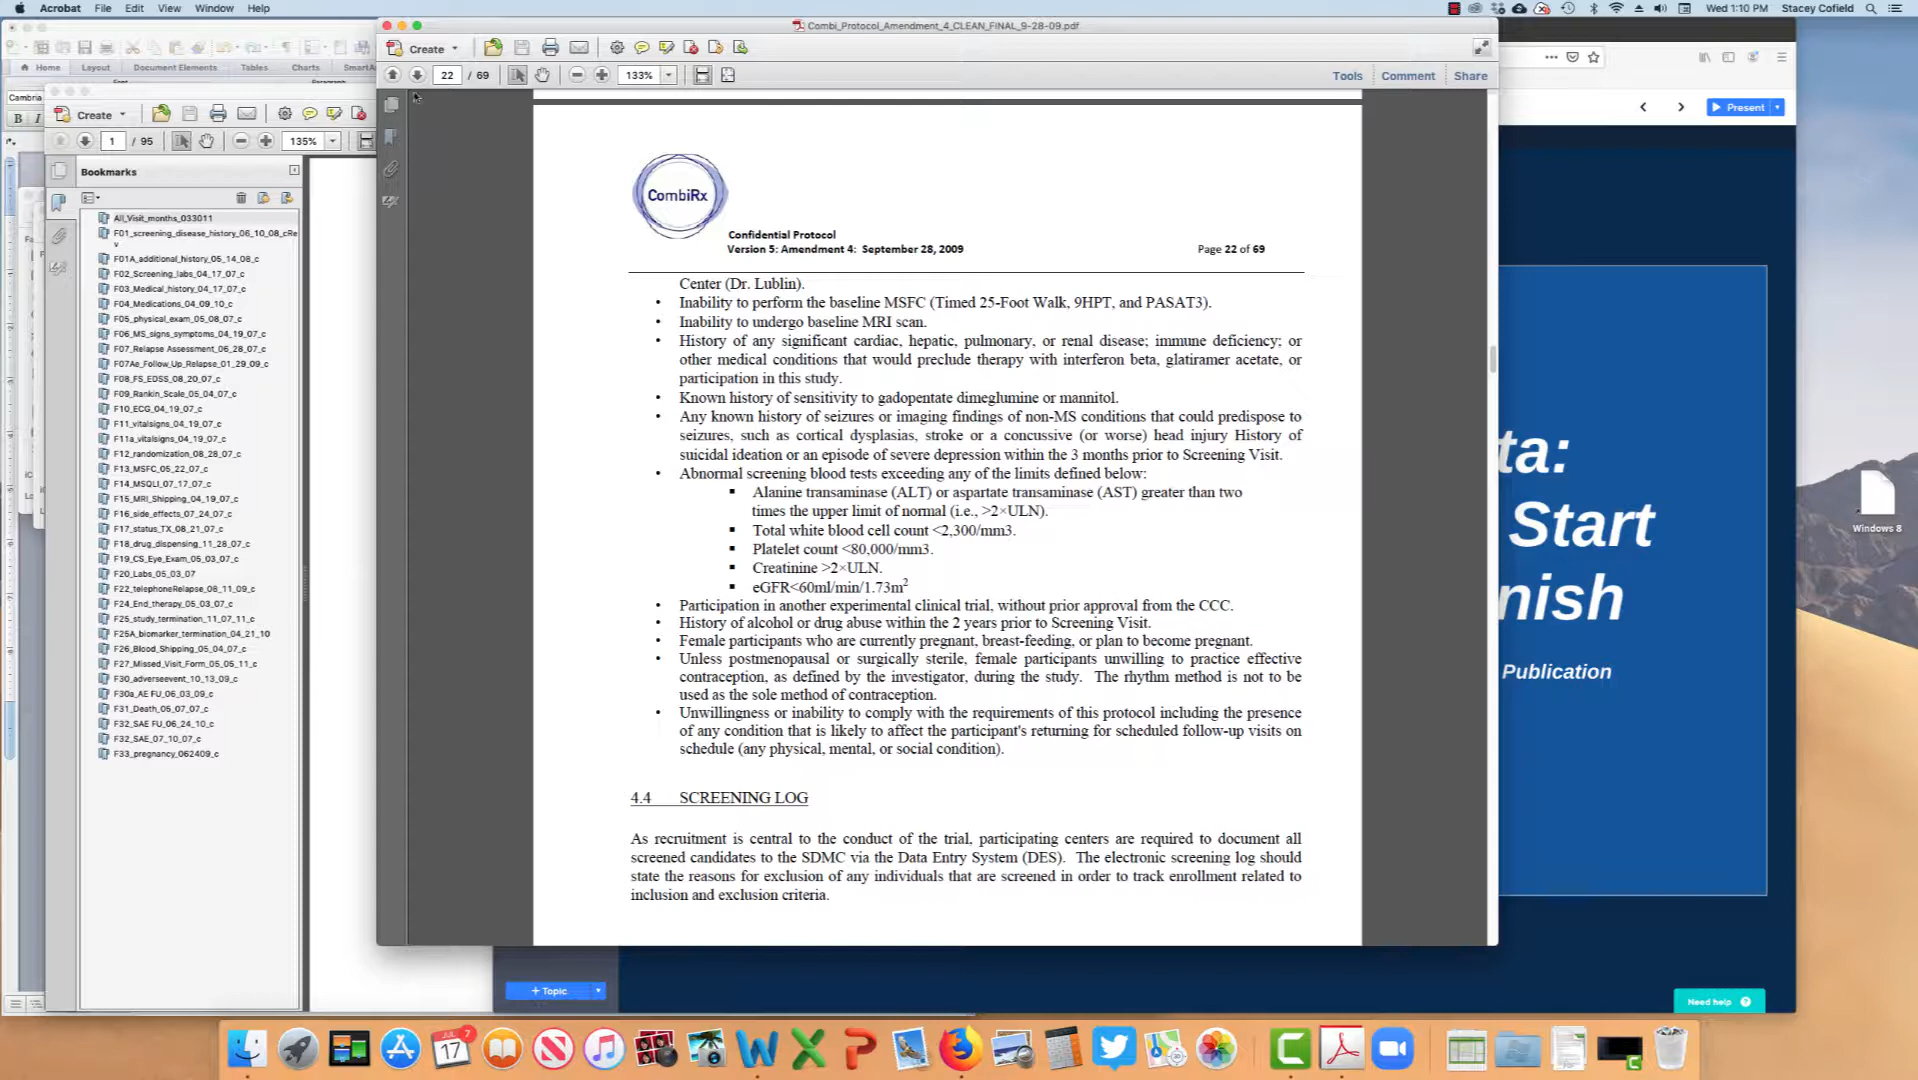 Acrobat File Edit View Window Help
Wed 1:10 PM Stacey Cofield
Combi_Protocol_Amendment_4_CLEAN_FINAL_9-28-09.pdf
Create
22 / 69
133%
Tools Comment Share
Home Layout Document Elements Tables Charts SmartA
Cambria
Create
1 / 95
135%
Bookmarks
All_Visit_months_033011
F01_screening_disease_history_06_10_08_cRe
v
F01A_additional_history_05_14_08_c
F02_Screening_labs_04_17_07_c
F03_Medical_history_04_17_07_c
F04_Medications_04_09_10_c
F05_physical_exam_05_08_07_c
F06_MS_signs_symptoms_04_19_07_c
F07_Relapse Assessment_06_28_07_c
F07Ae_Follow_Up_Relapse_01_29_09_c
F08_FS_EDSS_08_20_07_c
F09_Rankin_Scale_05_04_07_c
F10_ECG_04_19_07_c
F11_vitalsigns_04_19_07_c
F11a_vitalsigns_04_19_07_c
F12_randomization_08_28_07_c
F13_MSFC_05_22_07_c
F14_MSQLI_07_17_07_c
F15_MRI_Shipping_04_19_07_c
F16_side_effects_07_24_07_c
F17_status_TX_08_21_07_c
F18_drug_dispensing_11_28_07_c
F19_CS_Eye_Exam_05_03_07_c
F20_Labs_05_03_07
F22_telephoneRelapse_08_11_09_c
F24_End_therapy_05_03_07_c
F25_study_termination_11_07_11_c
F25A_biomarker_termination_04_21_10
F26_Blood_Shipping_05_04_07_c
F27_Missed_Visit_Form_05_05_11_c
F30_adverseevent_10_13_09_c
F30a_AE FU_06_03_09_c
F31_Death_05_07_07_c
F32_SAE FU_06_24_10_c
F32_SAE_07_10_07_c
F33_pregnancy_062409_c
CombiRx
Confidential Protocol
Version 5: Amendment 4: September 28, 2009 Page 22 of 69
Center (Dr. Lublin).
• Inability to perform the baseline MSFC (Timed 25-Foot Walk, 9HPT, and PASAT3).
• Inability to undergo baseline MRI scan.
• History of any significant cardiac, hepatic, pulmonary, or renal disease; immune deficiency; or
other medical conditions that would preclude therapy with interferon beta, glatiramer acetate, or
participation in this study.
• Known history of sensitivity to gadopentate dimeglumine or mannitol.
• Any known history of seizures or imaging findings of non-MS conditions that could predispose to
seizures, such as cortical dysplasias, stroke or a concussive (or worse) head injury History of
suicidal ideation or an episode of severe depression within the 3 months prior to Screening Visit.
• Abnormal screening blood tests exceeding any of the limits defined below:
▪ Alanine transaminase (ALT) or aspartate transaminase (AST) greater than two
times the upper limit of normal (i.e., >2×ULN).
▪ Total white blood cell count <2,300/mm3.
▪ Platelet count <80,000/mm3.
▪ Creatinine >2×ULN.
▪ eGFR<60ml/min/1.73m²
• Participation in another experimental clinical trial, without prior approval from the CCC.
• History of alcohol or drug abuse within the 2 years prior to Screening Visit.
• Female participants who are currently pregnant, breast-feeding, or plan to become pregnant.
• Unless postmenopausal or surgically sterile, female participants unwilling to practice effective
contraception, as defined by the investigator, during the study. The rhythm method is not to be
used as the sole method of contraception.
• Unwillingness or inability to comply with the requirements of this protocol including the presence
of any condition that is likely to affect the participant's returning for scheduled follow-up visits on
schedule (any physical, mental, or social condition).
4.4 SCREENING LOG
As recruitment is central to the conduct of the trial, participating centers are required to document all
screened candidates to the SDMC via the Data Entry System (DES). The electronic screening log should
state the reasons for exclusion of any individuals that are screened in order to track enrollment related to
inclusion and exclusion criteria.
Present
ta:
Start
nish
Publication
Windows 8
+ Topic
Need help ?
JUL
17
7